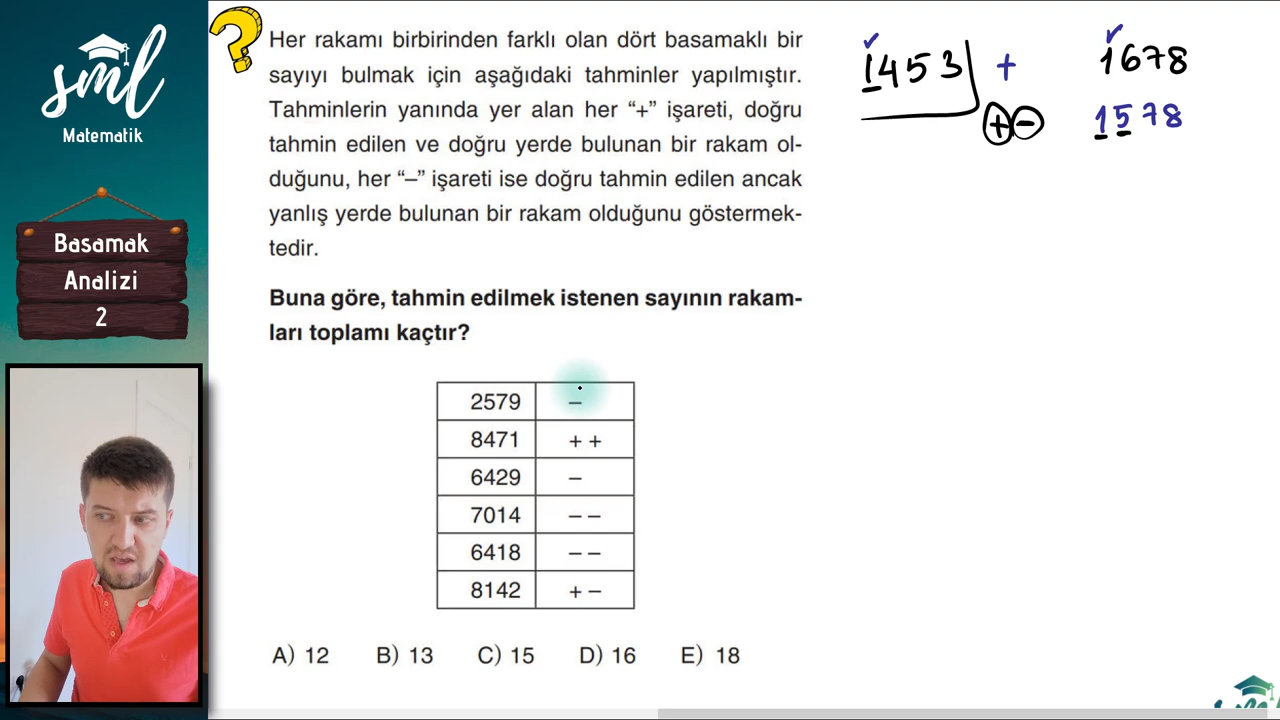 sml
Matematik
Basamak
Analizi
2
?
Her rakamı birbirinden farklı olan dört basamaklı bir
sayıyı bulmak için aşağıdaki tahminler yapılmıştır.
Tahminlerin yanında yer alan her “+” işareti, doğru
tahmin edilen ve doğru yerde bulunan bir rakam ol-
duğunu, her “–” işareti ise doğru tahmin edilen ancak
yanlış yerde bulunan bir rakam olduğunu göstermek-
tedir.
Buna göre, tahmin edilmek istenen sayının rakam-
ları toplamı kaçtır?
2579 –
8471 + +
6429 –
7014 – –
6418 – –
8142 + –
A) 12 B) 13 C) 15 D) 16 E) 18
1453 + 1678
+ – 1578